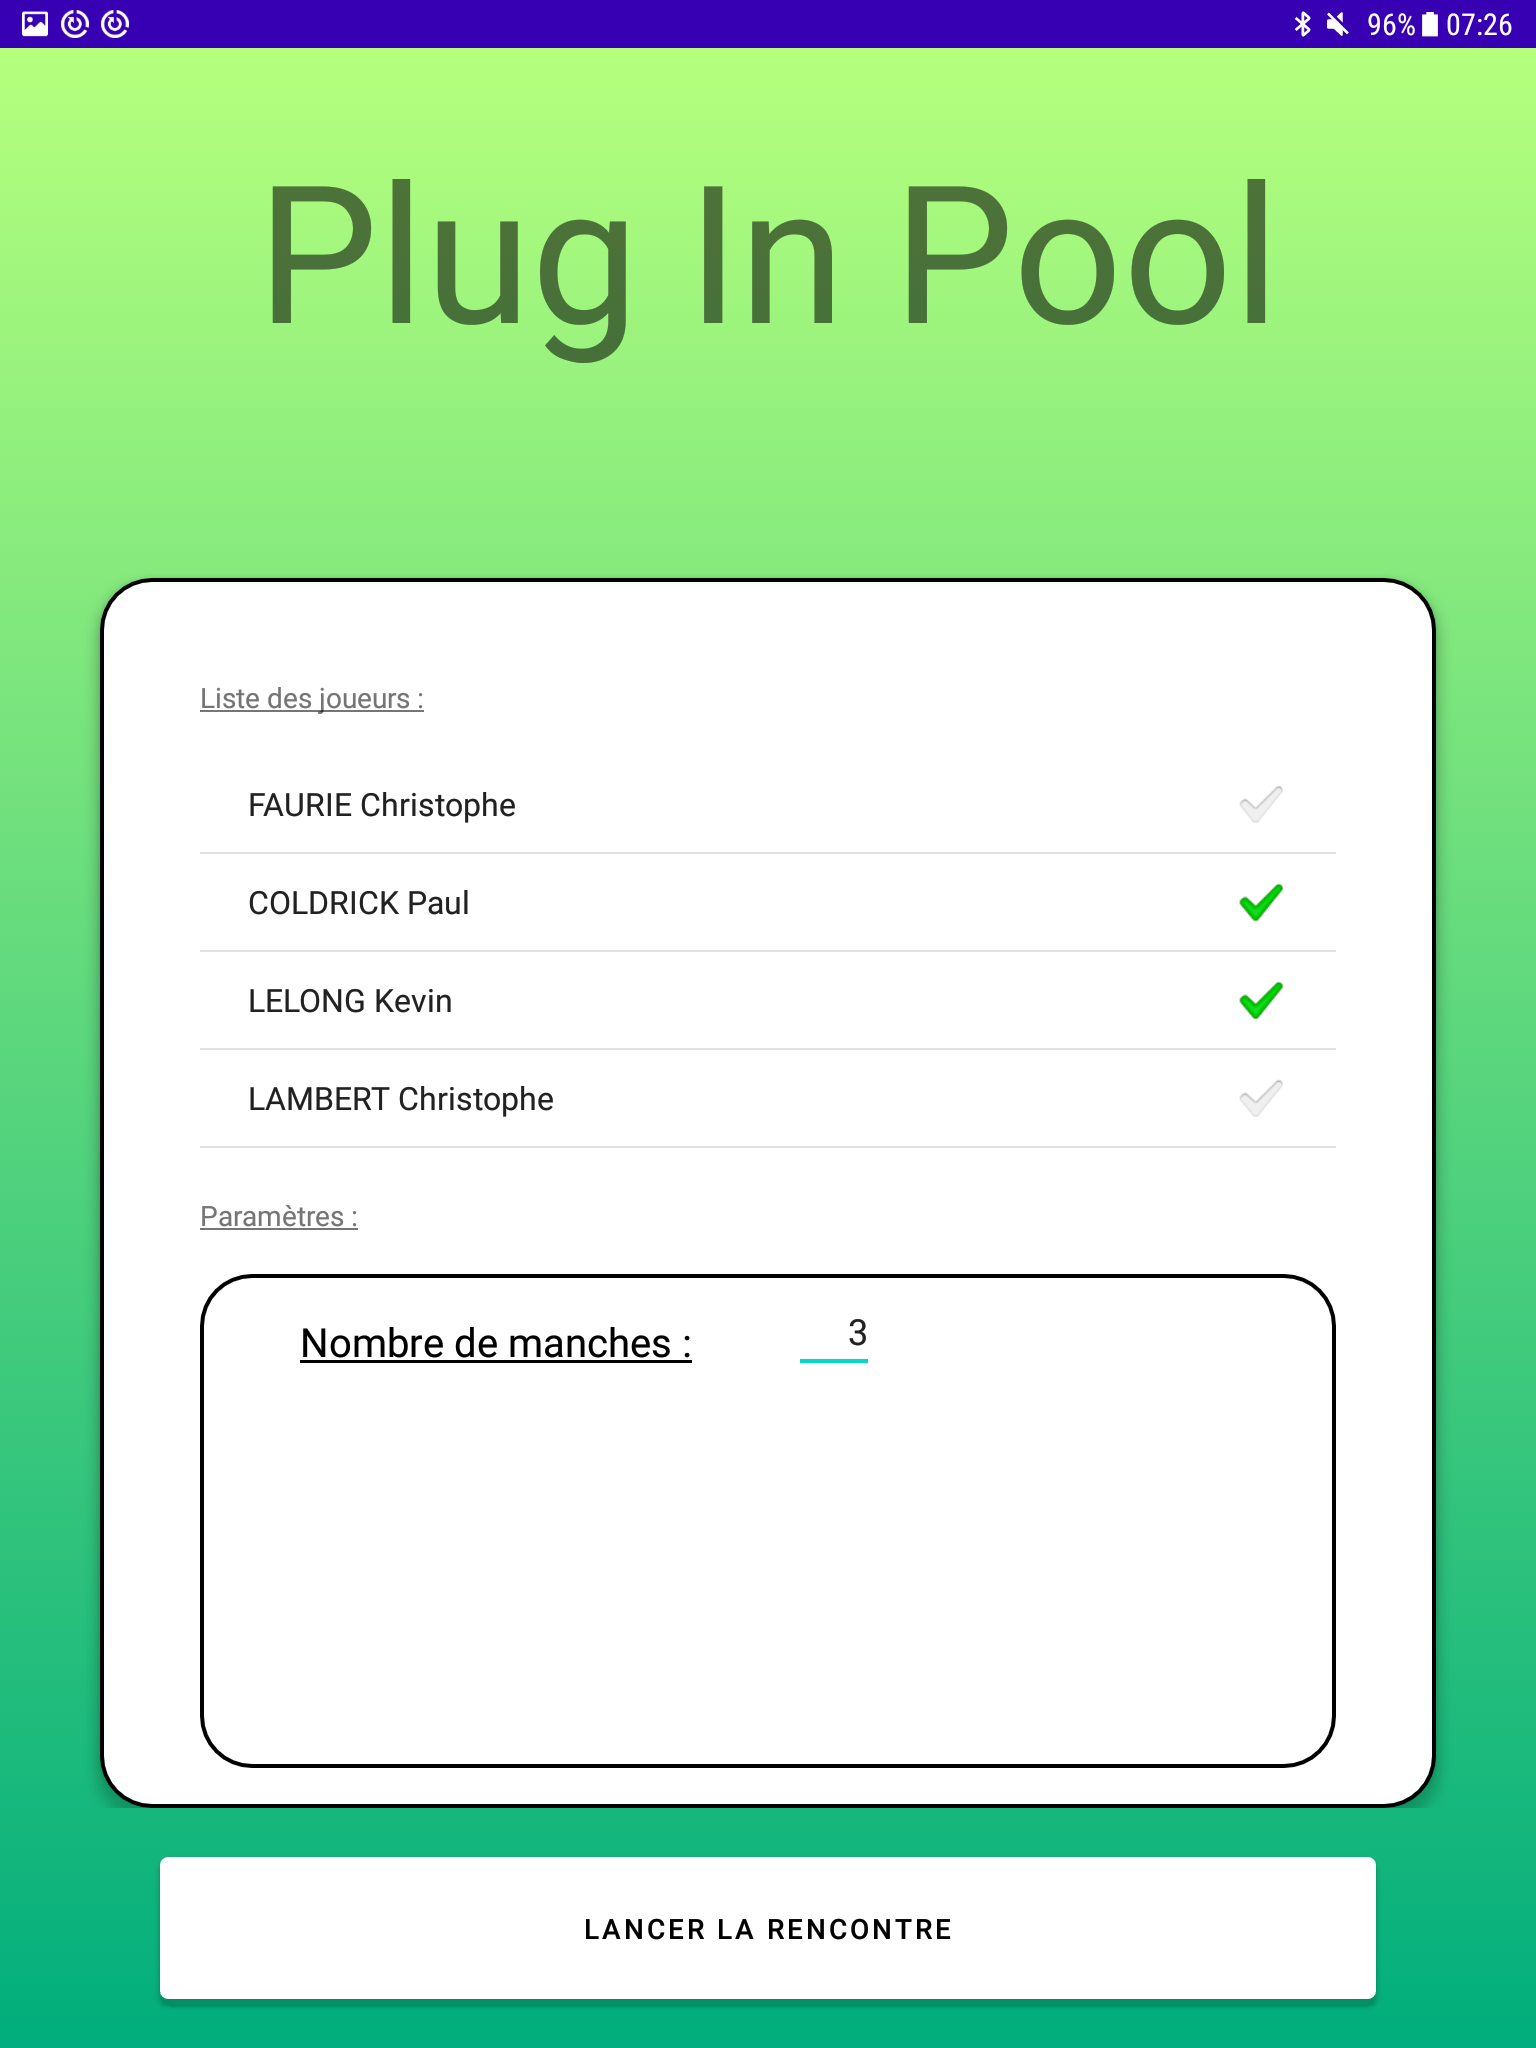 96% 07:26
Plug In Pool
Liste des joueurs :
FAURIE Christophe
COLDRICK Paul
LELONG Kevin
LAMBERT Christophe
Paramètres :
Nombre de manches : 3
LANCER LA RENCONTRE